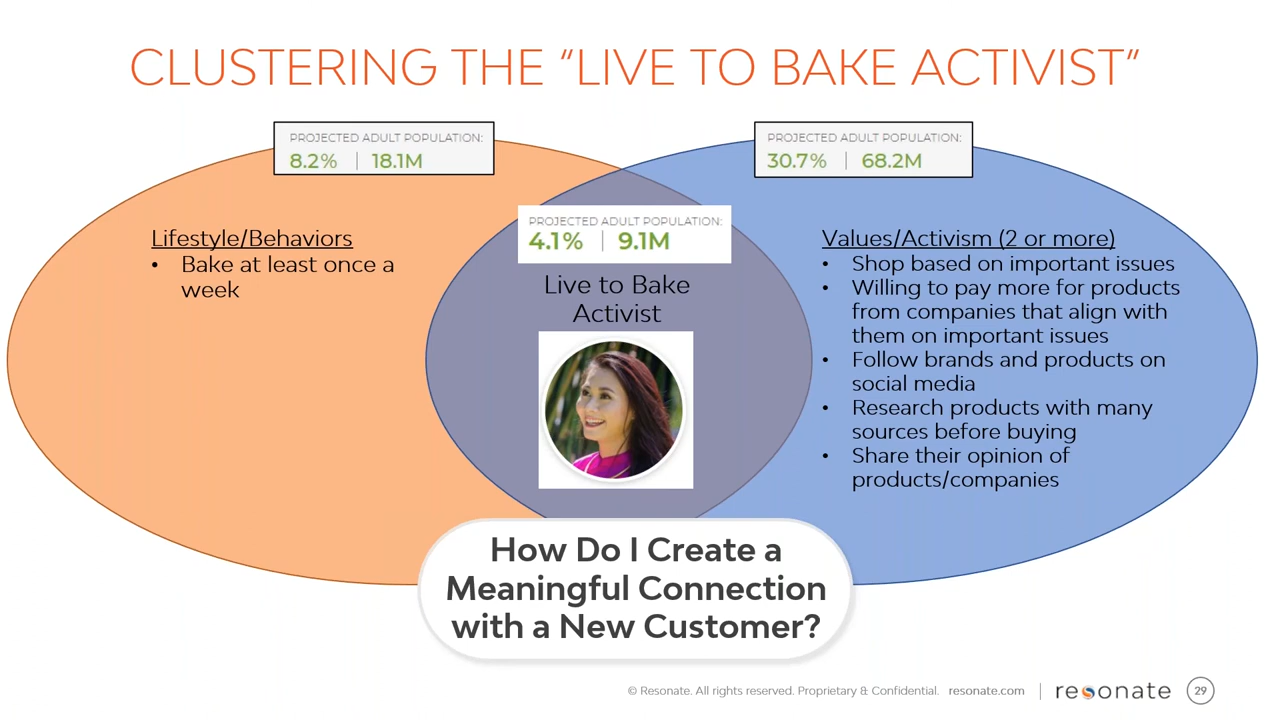 CLUSTERING THE “LIVE TO BAKE ACTIVIST”
PROJECTED ADULT POPULATION:
8.2% | 18.1M
PROJECTED ADULT POPULATION:
30.7% | 68.2M
PROJECTED ADULT POPULATION:
4.1% | 9.1M
Live to Bake
Activist
Lifestyle/Behaviors
• Bake at least once a
week
Values/Activism (2 or more)
• Shop based on important issues
• Willing to pay more for products
from companies that align with
them on important issues
• Follow brands and products on
social media
• Research products with many
sources before buying
• Share their opinion of
products/companies
How Do I Create a
Meaningful Connection
with a New Customer?
© Resonate. All rights reserved. Proprietary & Confidential. resonate.com | resonate 29